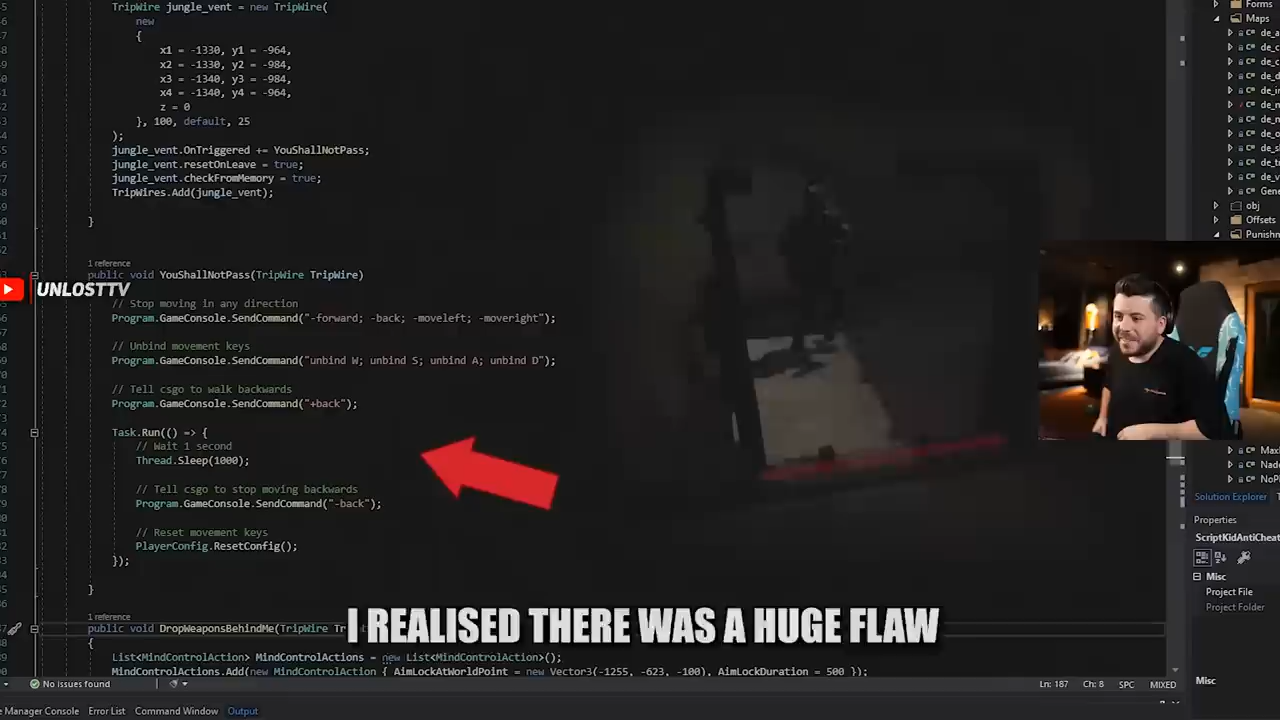 TripWire jungle_vent = new TripWire(
new
{
x1 = -1330, y1 = -964,
x2 = -1330, y2 = -984,
x3 = -1340, y3 = -984,
x4 = -1340, y4 = -964,
z = 0
}, 100, default, 25
);
jungle_vent.OnTriggered += YouShallNotPass;
jungle_vent.resetOnLeave = true;
jungle_vent.checkFromMemory = true;
TripWires.Add(jungle_vent);
}
1 reference
public void YouShallNotPass(TripWire TripWire)
{
UNLOSTTV
// Stop moving in any direction
Program.GameConsole.SendCommand("-forward; -back; -moveleft; -moveright");
// Unbind movement keys
Program.GameConsole.SendCommand("unbind W; unbind S; unbind A; unbind D");
// Tell csgo to walk backwards
Program.GameConsole.SendCommand("+back");
Task.Run(() => {
// Wait 1 second
Thread.Sleep(1000);
// Tell csgo to stop moving backwards
Program.GameConsole.SendCommand("-back");
// Reset movement keys
PlayerConfig.ResetConfig();
});
}
1 reference
public void DropWeaponsBehindMe(TripWire
I REALISED THERE WAS A HUGE FLAW
{
List<MindControlAction> MindControlActions = new List<MindControlAction>();
MindControlActions.Add(new MindControlAction { AimLockAtWorldPoint = new Vector3(-1255, -623, -100), AimLockDuration = 500 });
No issues found
Ln: 187 Ch: 8 SPC MIXED
Manager Console Error List Command Window Output
Forms
Maps
obj
Offsets
Solution Explorer
Properties
ScriptKidAntiCheat
Misc
Project File
Project Folder
Misc